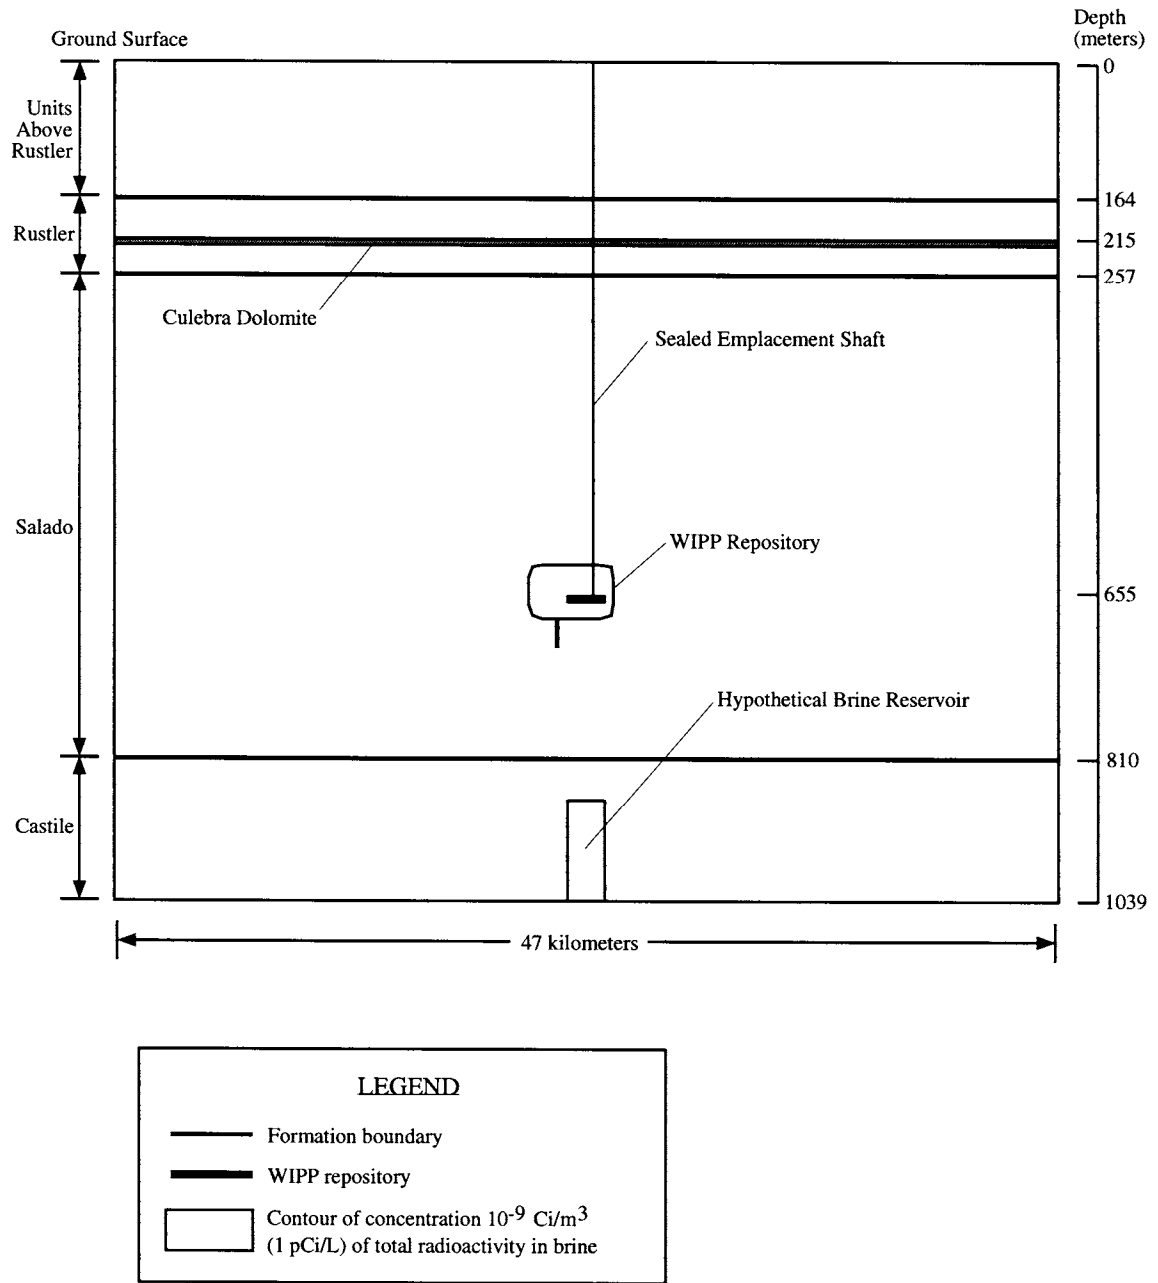 Depth
(meters)
Ground Surface
0
Units
Above
Rustler
164
Rustler
215
257
Culebra Dolomite
Sealed Emplacement Shaft
Salado
WIPP Repository
655
Hypothetical Brine Reservoir
810
Castile
1039
47 kilometers
LEGEND
Formation boundary
WIPP repository
Contour of concentration 10-9 Ci/m3
(1 pCi/L) of total radioactivity in brine